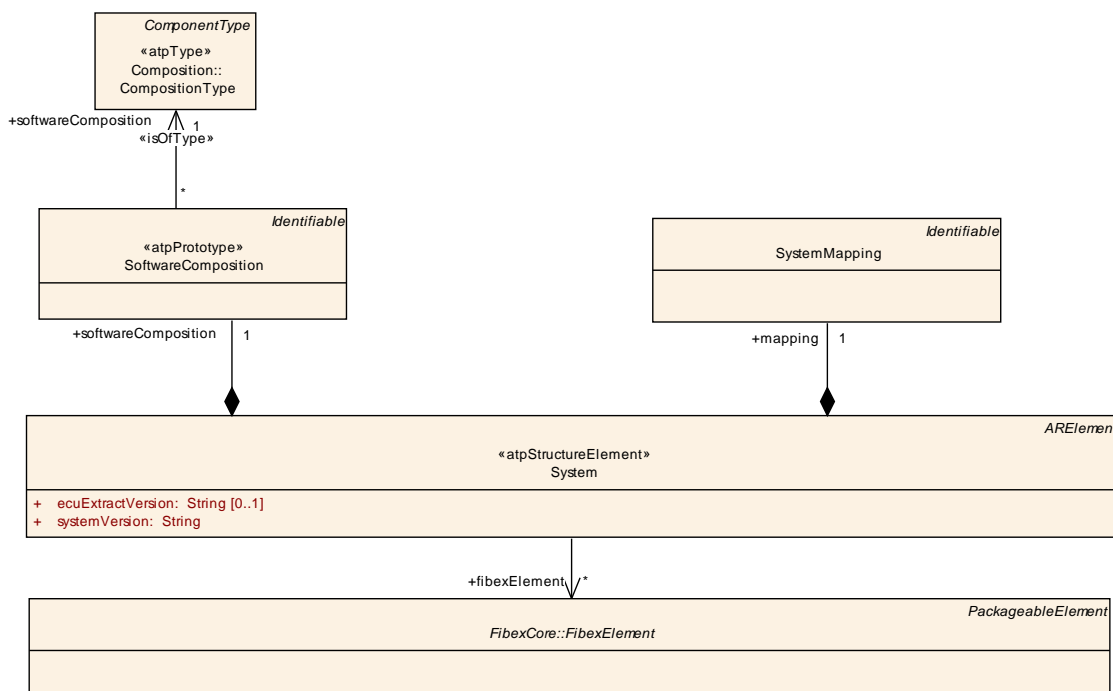 ComponentType
«atpType»
Composition::
CompositionType
+softwareComposition
1
«isOfType»
*
Identifiable
«atpPrototype»
SoftwareComposition
Identifiable
SystemMapping
+softwareComposition 1
+mapping 1
ARElemen
«atpStructureElement»
System
+ ecuExtractVersion: String [0..1]
+ systemVersion: String
+fibexElement *
PackageableElement
FibexCore::FibexElement